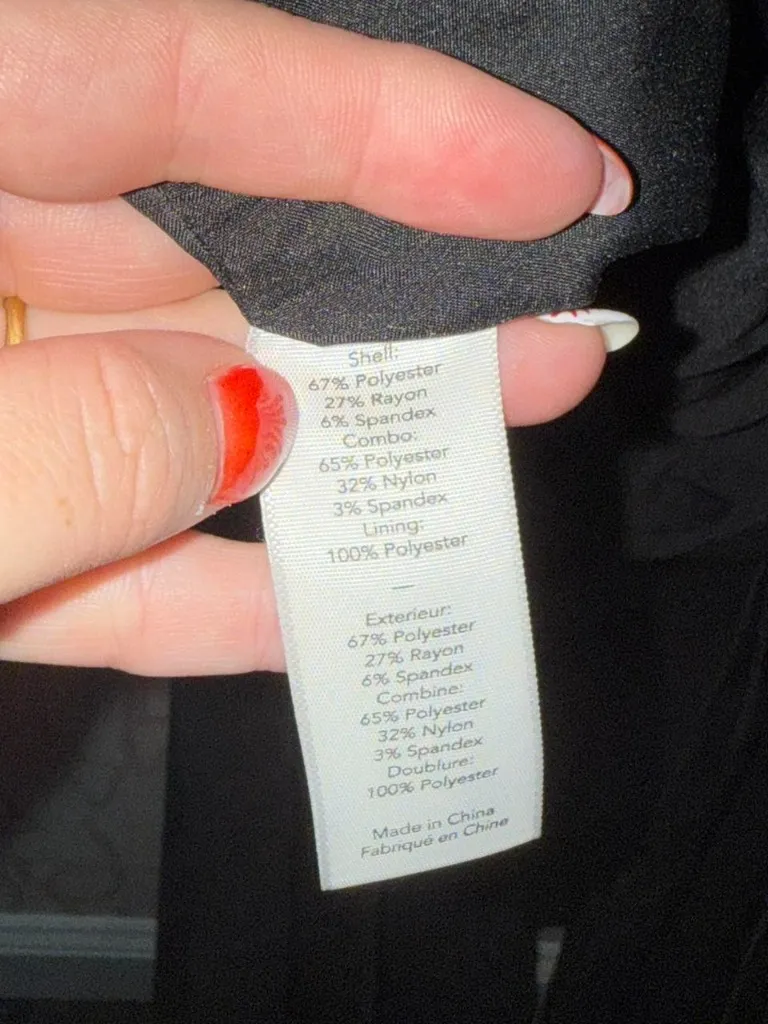 Shell:
67% Polyester
27% Rayon
6% Spandex
Combo:
65% Polyester
32% Nylon
3% Spandex
Lining:
100% Polyester
—
Exterieur:
67% Polyester
27% Rayon
6% Spandex
Combine:
65% Polyester
32% Nylon
3% Spandex
Doublure:
100% Polyester
Made in China
Fabriqué en Chine